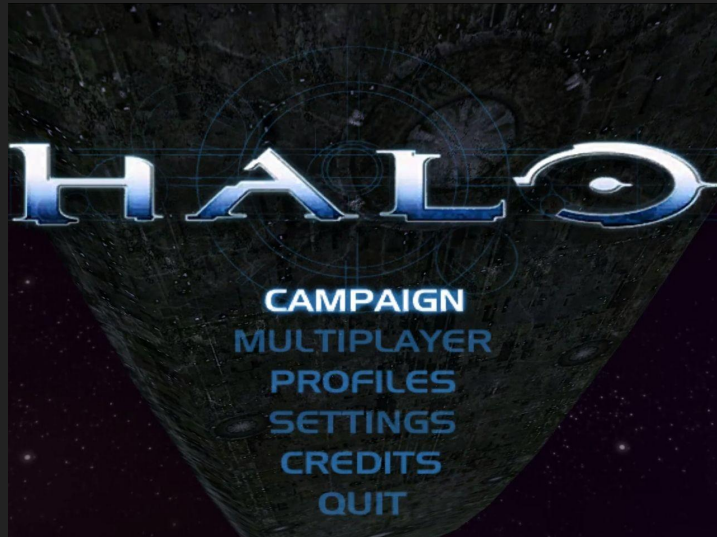 HALO
CAMPAIGN
MULTIPLAYER
PROFILES
SETTINGS
CREDITS
QUIT